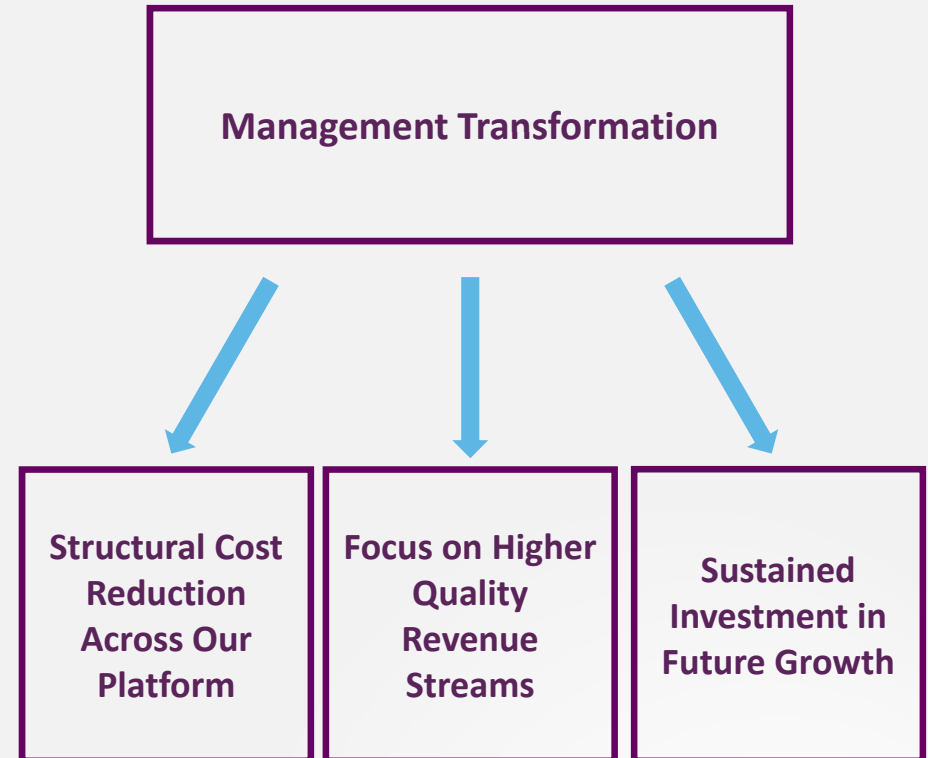 Management Transformation
Structural Cost
Reduction
Across Our
Platform
Focus on Higher
Quality
Revenue
Streams
Sustained
Investment in
Future Growth